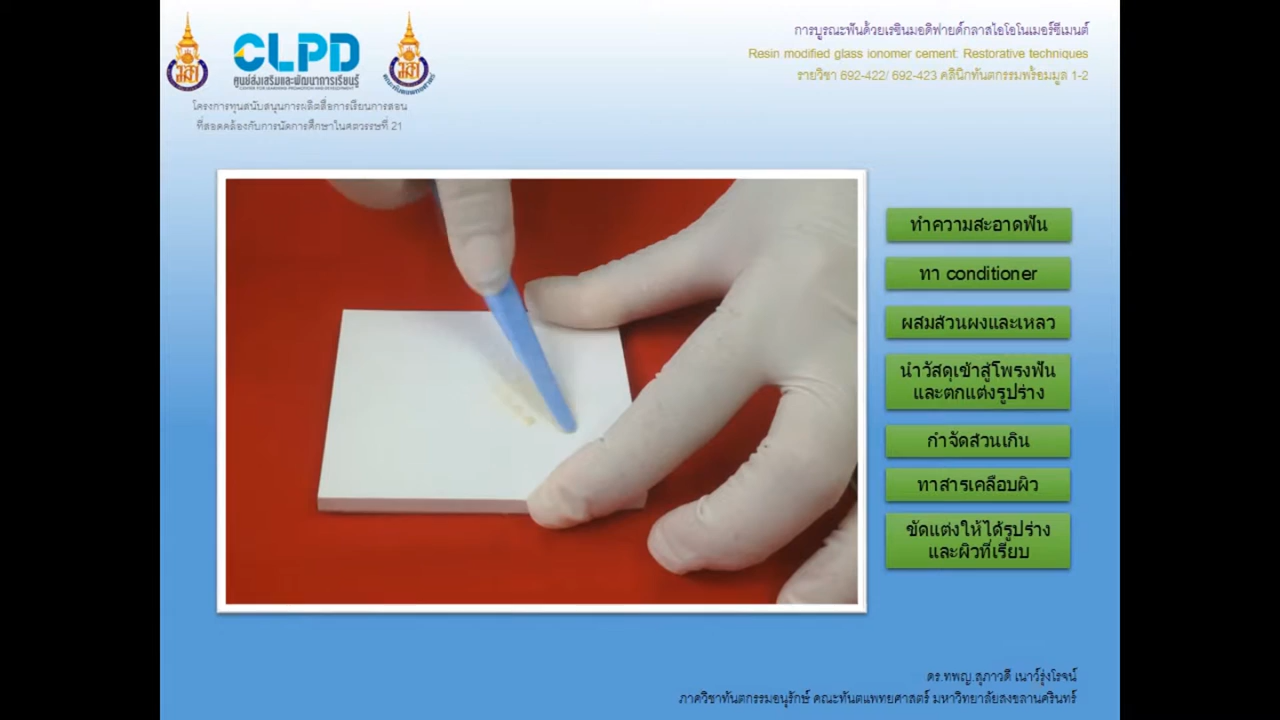 CLPD
ศูนย์ส่งเสริมและพัฒนาการเรียนรู้
CENTER FOR LEARNING PROMOTION AND DEVELOPMENT
โครงการทุนสนับสนุนการผลิตสื่อการเรียนการสอน
ที่สอดคล้องกับการจัดการศึกษาในศตวรรษที่ 21
การบูรณะฟันด้วยเรซินมอดิฟายด์กลาสไอโอโนเมอร์ซีเมนต์
Resin modified glass ionomer cement: Restorative techniques
รายวิชา 692-422/ 692-423 คลินิกทันตกรรมพร้อมมูล 1-2
ทำความสะอาดฟัน
ทา conditioner
ผสมส่วนผงและเหลว
นำวัสดุเข้าสู่โพรงฟัน
และตกแต่งรูปร่าง
กำจัดส่วนเกิน
ทาสารเคลือบผิว
ขัดแต่งให้ได้รูปร่าง
และผิวที่เรียบ
ดร.ทพญ.สุภาวดี เนาว์รุ่งโรจน์
ภาควิชาทันตกรรมอนุรักษ์ คณะทันตแพทยศาสตร์ มหาวิทยาลัยสงขลานครินทร์